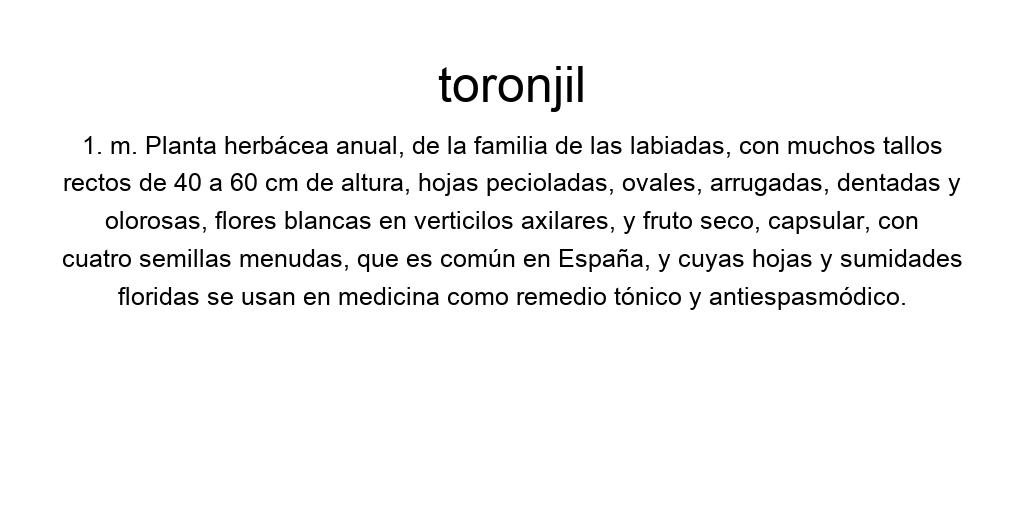 toronjil
1. m. Planta herbácea anual, de la familia de las labiadas, con muchos tallos
rectos de 40 a 60 cm de altura, hojas pecioladas, ovales, arrugadas, dentadas y
olorosas, flores blancas en verticilos axilares, y fruto seco, capsular, con
cuatro semillas menudas, que es común en España, y cuyas hojas y sumidades
floridas se usan en medicina como remedio tónico y antiespasmódico.